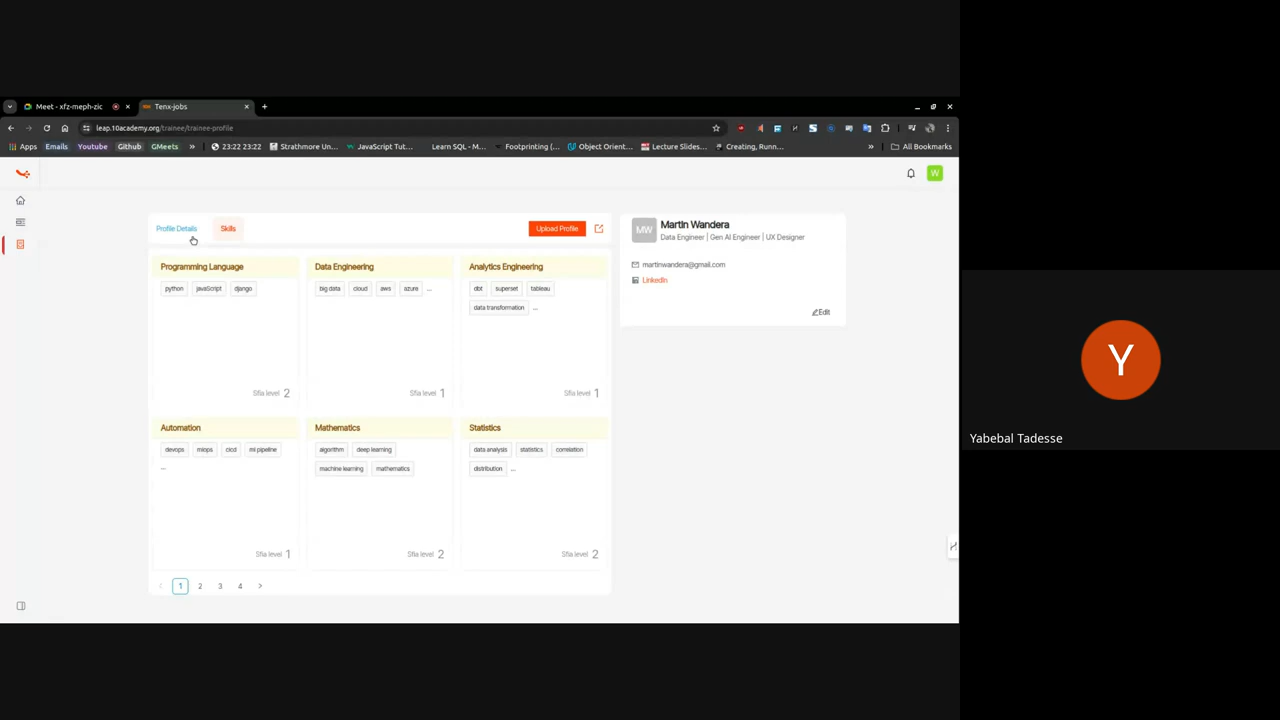 Meet - xfz-meph-zic
Tenx-jobs
leap.10academy.org/trainee/trainee-profile
Apps Emails Youtube Github GMeets 23:22 23:22 Strathmore Un... JavaScript Tut... Learn SQL - M... Footprinting (... Object Orient... Lecture Slides... Creating, Runn... All Bookmarks
W
Profile Details Skills Upload Profile
MW Martin Wandera
Data Engineer | Gen AI Engineer | UX Designer
martinwandera@gmail.com
LinkedIn
Edit
Programming Language
python javaScript django
Sfia level 2
Data Engineering
big data cloud aws azure ...
Sfia level 1
Analytics Engineering
dbt superset tableau
data transformation ...
Sfia level 1
Automation
devops mlops cicd ml pipeline
...
Sfia level 1
Mathematics
algorithm deep learning
machine learning mathematics
Sfia level 2
Statistics
data analysis statistics correlation
distribution ...
Sfia level 2
1 2 3 4
Y
Yabebal Tadesse